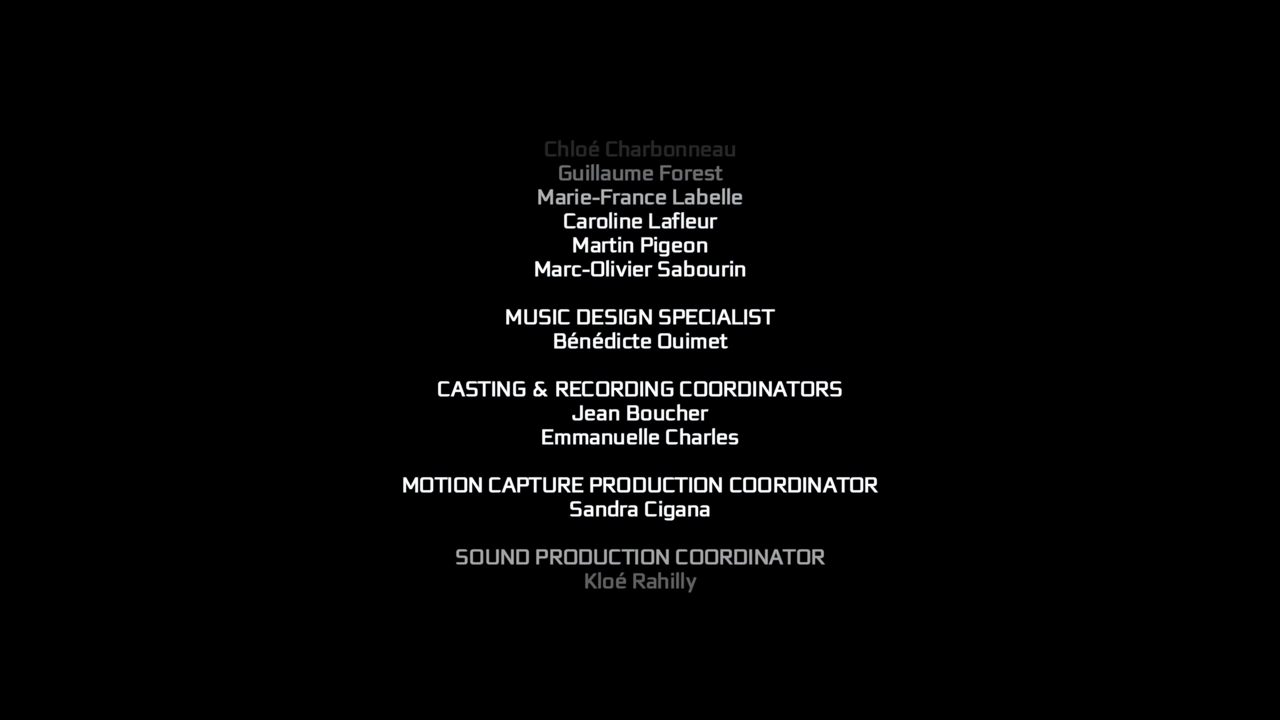 Chloé Charbonneau
Guillaume Forest
Marie-France Labelle
Caroline Lafleur
Martin Pigeon
Marc-Olivier Sabourin
MUSIC DESIGN SPECIALIST
Bénédicte Ouimet
CASTING & RECORDING COORDINATORS
Jean Boucher
Emmanuelle Charles
MOTION CAPTURE PRODUCTION COORDINATOR
Sandra Cigana
SOUND PRODUCTION COORDINATOR
Kloé Rahilly